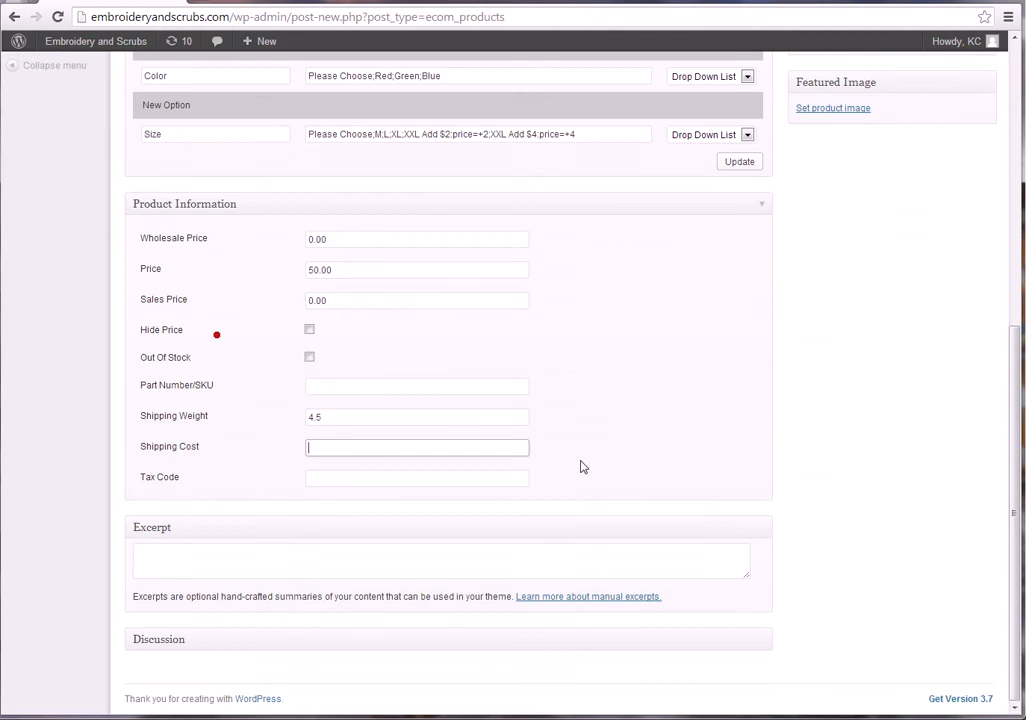 embroideryandscrubs.com/wp-admin/post-new.php?post_type=ecom_products
Embroidery and Scrubs 10 New Howdy, KC
Collapse menu
Color Please Choose;Red;Green;Blue Drop Down List
New Option
Size Please Choose;M;L;XL;XXL Add $2:price=+2;XXL Add $4:price=+4 Drop Down List
Update
Product Information
Wholesale Price 0.00
Price 50.00
Sales Price 0.00
Hide Price
Out Of Stock
Part Number/SKU
Shipping Weight 4.5
Shipping Cost
Tax Code
Excerpt
Excerpts are optional hand-crafted summaries of your content that can be used in your theme. Learn more about manual excerpts.
Discussion
Thank you for creating with WordPress. Get Version 3.7
Featured Image
Set product image